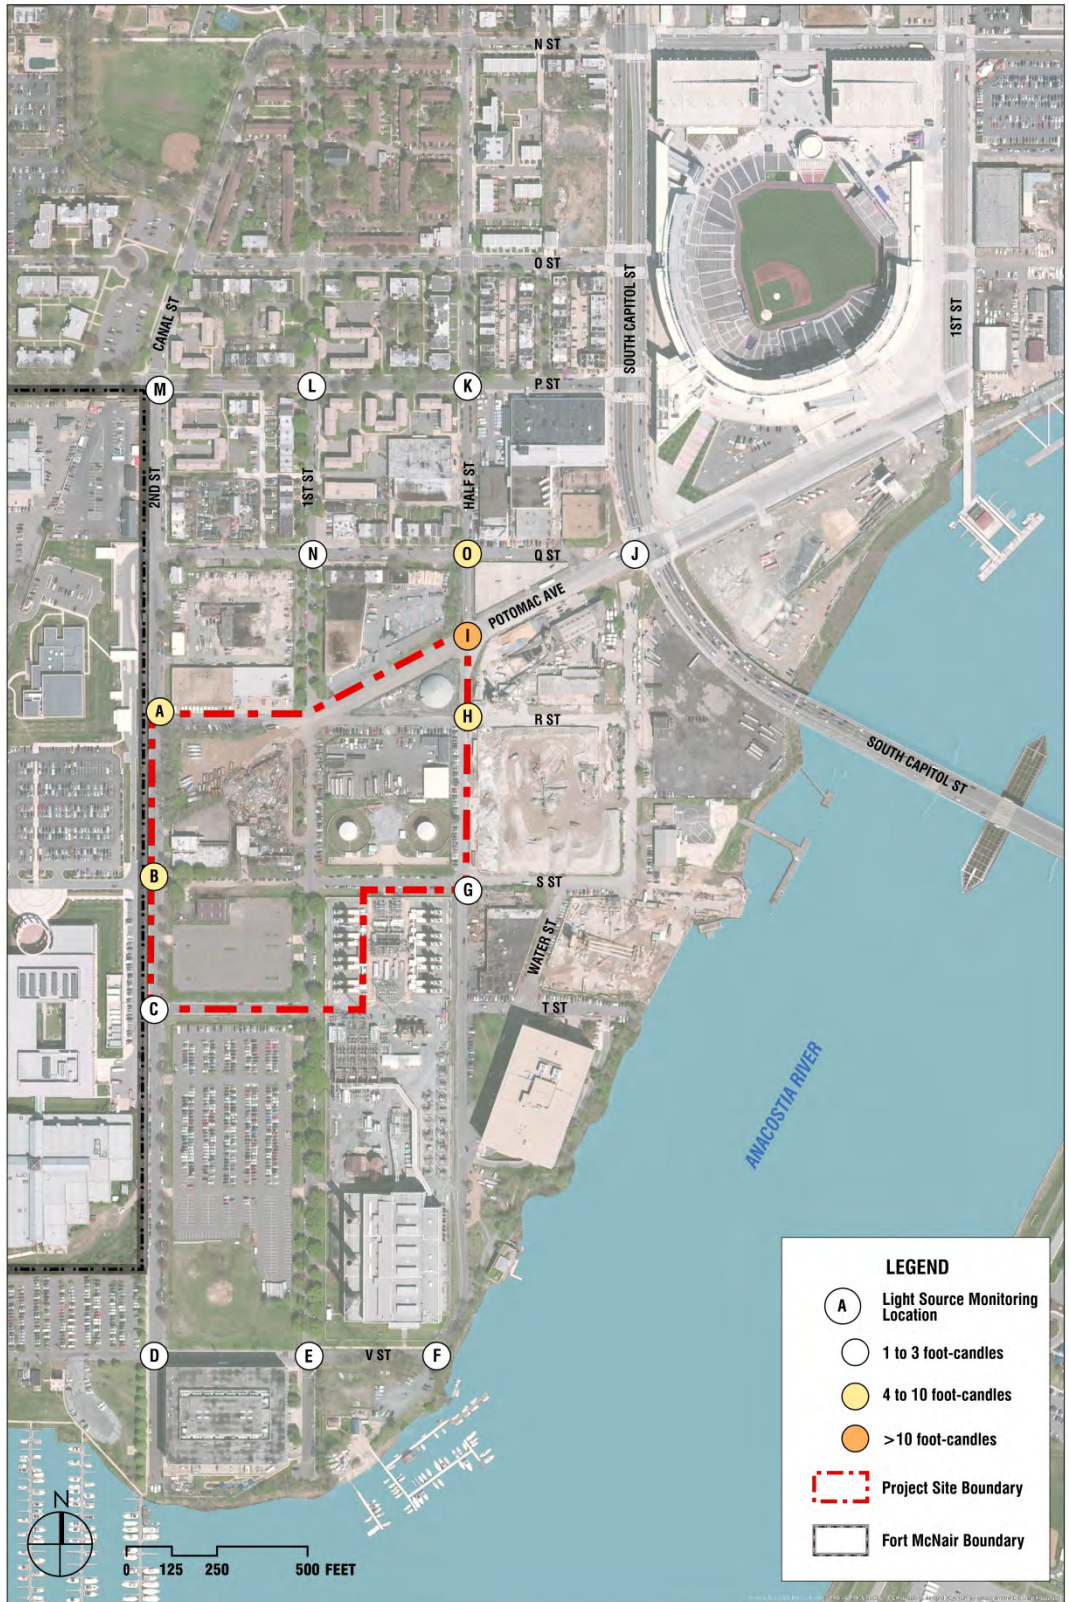 N ST
O ST
CANAL ST
SOUTH CAPITOL ST
1ST ST
M
L
K
P ST
2ND ST
1ST ST
HALF ST
N
O
Q ST
J
POTOMAC AVE
I
A
H
R ST
SOUTH CAPITOL ST
B
G
S ST
WATER ST
C
T ST
ANACOSTIA RIVER
D
E
V ST
F
LEGEND
A
Light Source Monitoring
Location
1 to 3 foot-candles
4 to 10 foot-candles
>10 foot-candles
Project Site Boundary
Fort McNair Boundary
N
0 125 250 500 FEET